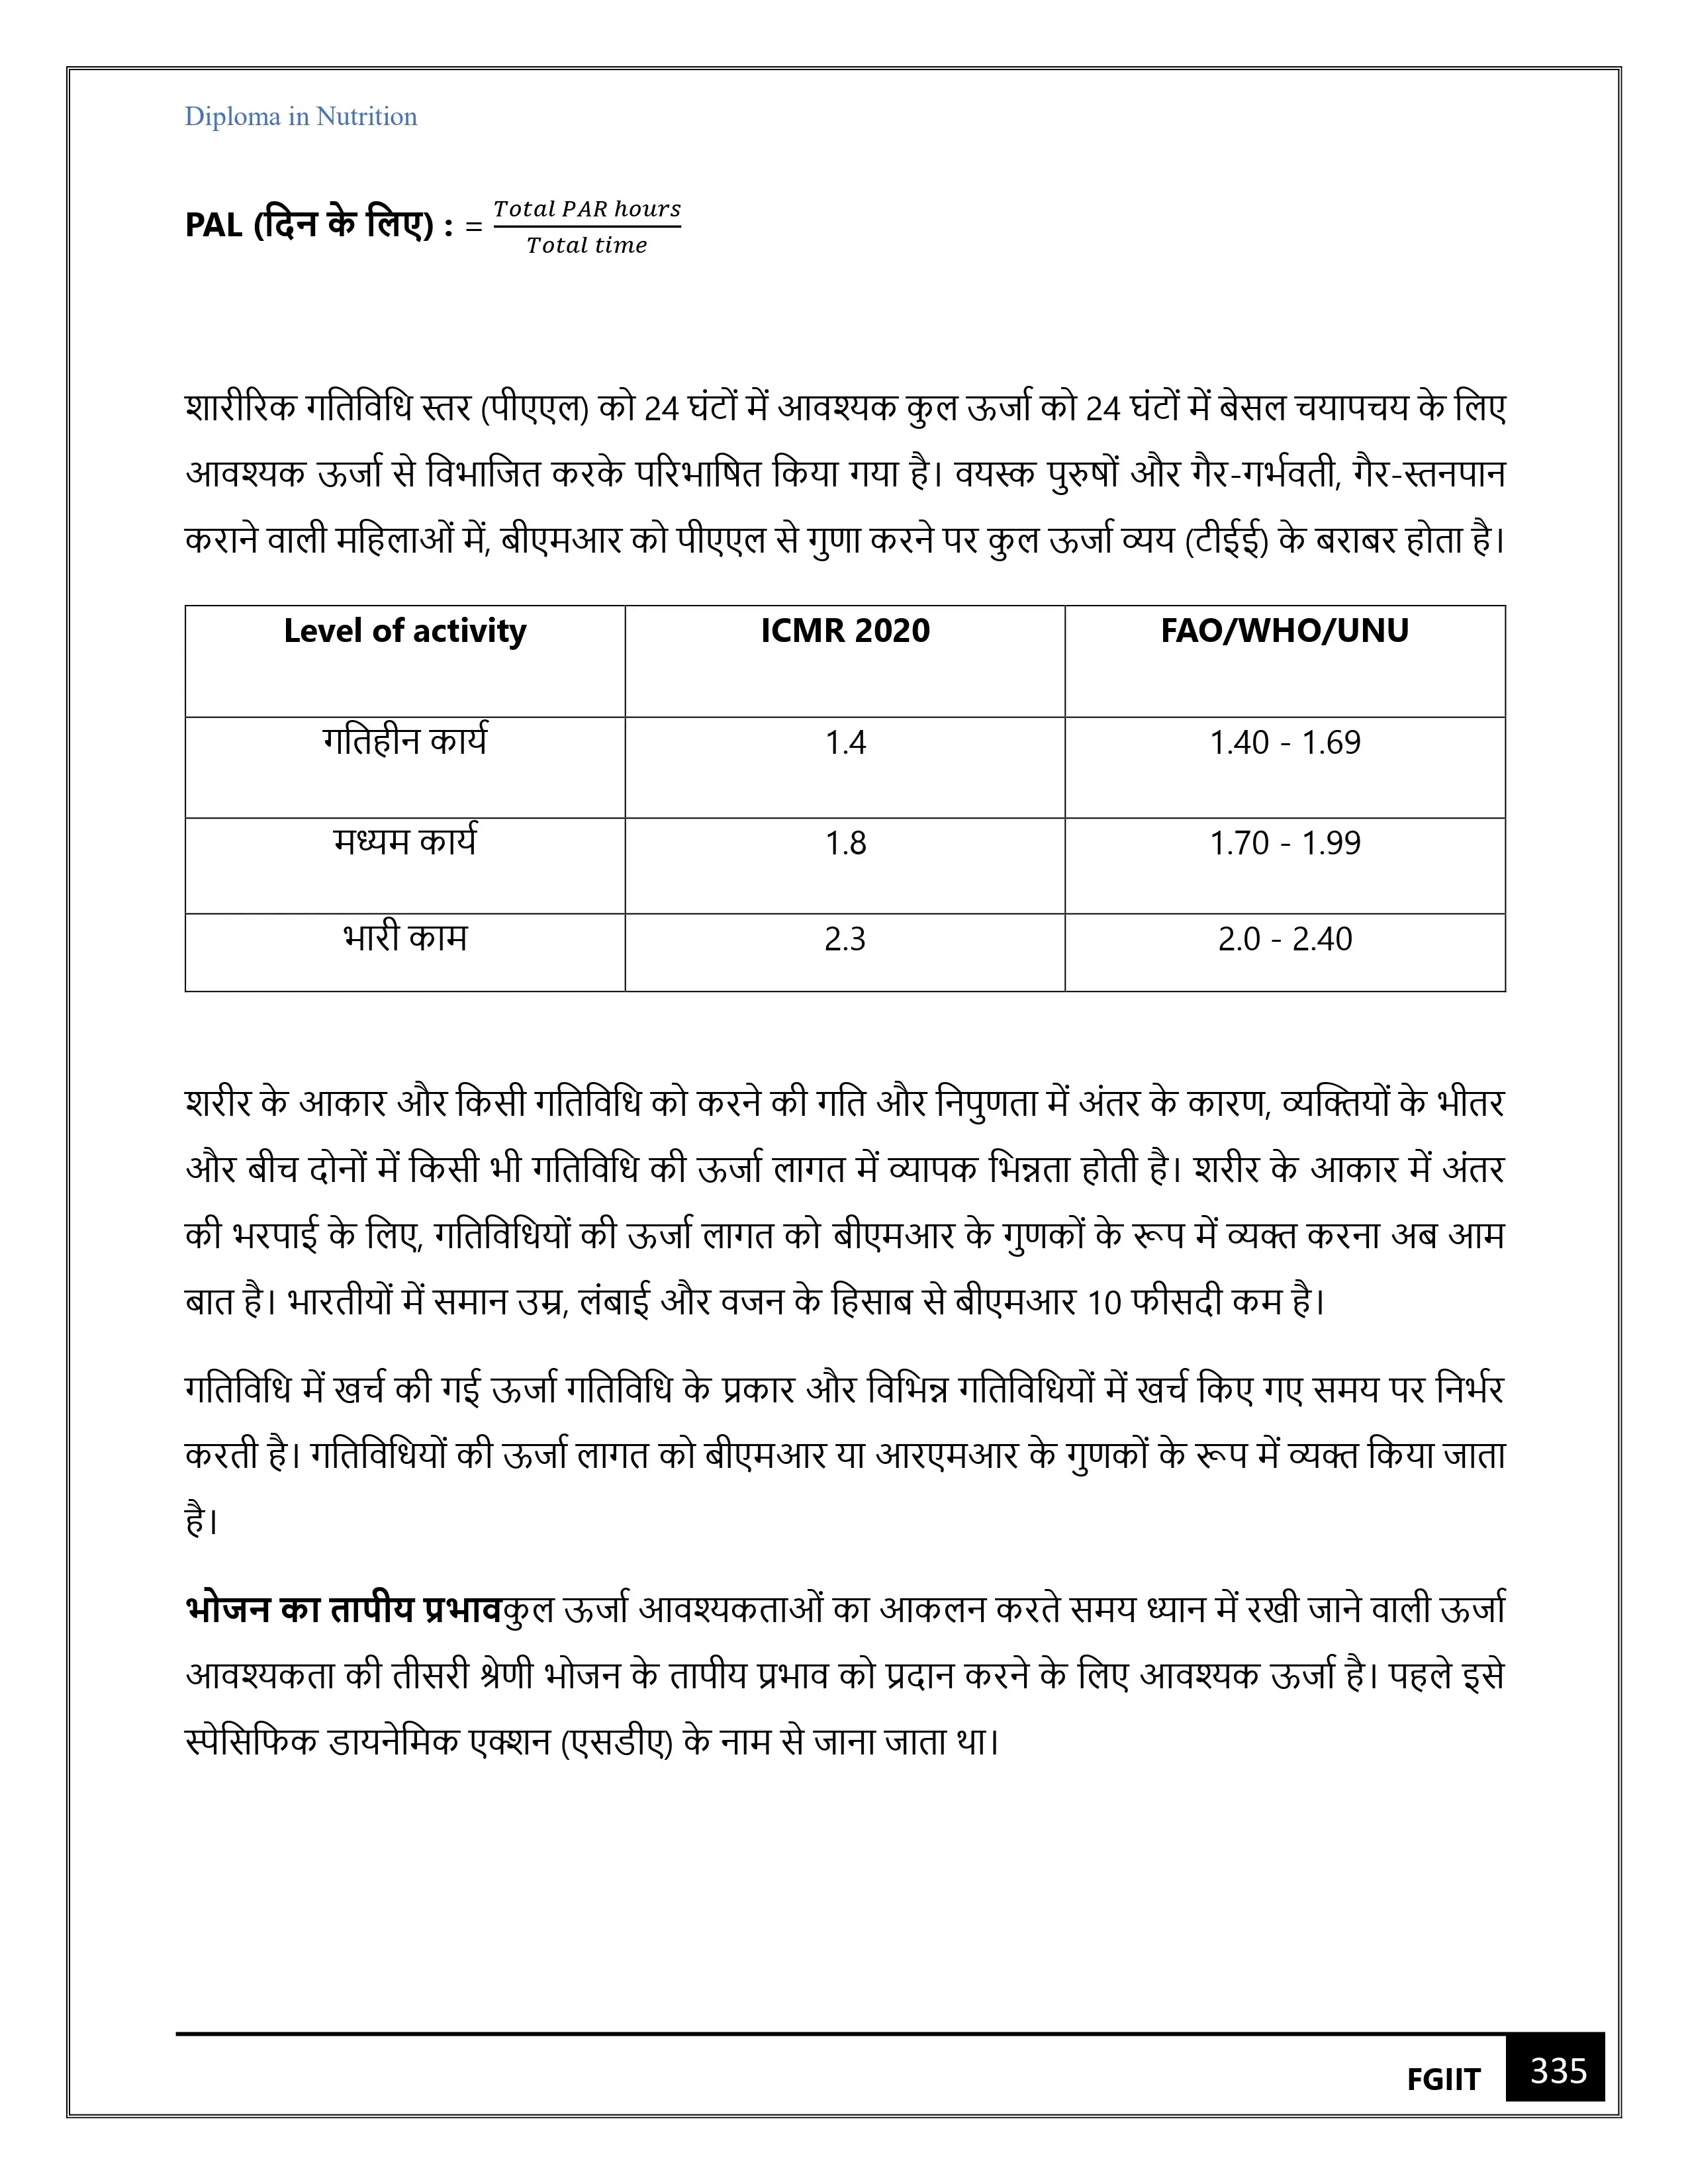 Diploma in Nutrition
PAL (दिन के लिए) : = Total PAR hours / Total time
शारीरिक गतिविधि स्तर (पीएएल) को 24 घंटों में आवश्यक कुल ऊर्जा को 24 घंटों में बेसल चयापचय के लिए
आवश्यक ऊर्जा से विभाजित करके परिभाषित किया गया है। वयस्क पुरुषों और गैर-गर्भवती, गैर-स्तनपान
कराने वाली महिलाओं में, बीएमआर को पीएएल से गुणा करने पर कुल ऊर्जा व्यय (टीईई) के बराबर होता है।
Level of activity ICMR 2020 FAO/WHO/UNU
गतिहीन कार्य 1.4 1.40 - 1.69
मध्यम कार्य 1.8 1.70 - 1.99
भारी काम 2.3 2.0 - 2.40
शरीर के आकार और किसी गतिविधि को करने की गति और निपुणता में अंतर के कारण, व्यक्तियों के भीतर
और बीच दोनों में किसी भी गतिविधि की ऊर्जा लागत में व्यापक भिन्नता होती है। शरीर के आकार में अंतर
की भरपाई के लिए, गतिविधियों की ऊर्जा लागत को बीएमआर के गुणकों के रूप में व्यक्त करना अब आम
बात है। भारतीयों में समान उम्र, लंबाई और वजन के हिसाब से बीएमआर 10 फीसदी कम है।
गतिविधि में खर्च की गई ऊर्जा गतिविधि के प्रकार और विभिन्न गतिविधियों में खर्च किए गए समय पर निर्भर
करती है। गतिविधियों की ऊर्जा लागत को बीएमआर या आरएमआर के गुणकों के रूप में व्यक्त किया जाता
है।
भोजन का तापीय प्रभावकुल ऊर्जा आवश्यकताओं का आकलन करते समय ध्यान में रखी जाने वाली ऊर्जा
आवश्यकता की तीसरी श्रेणी भोजन के तापीय प्रभाव को प्रदान करने के लिए आवश्यक ऊर्जा है। पहले इसे
स्पेसिफिक डायनेमिक एक्शन (एसडीए) के नाम से जाना जाता था।
FGIIT 335